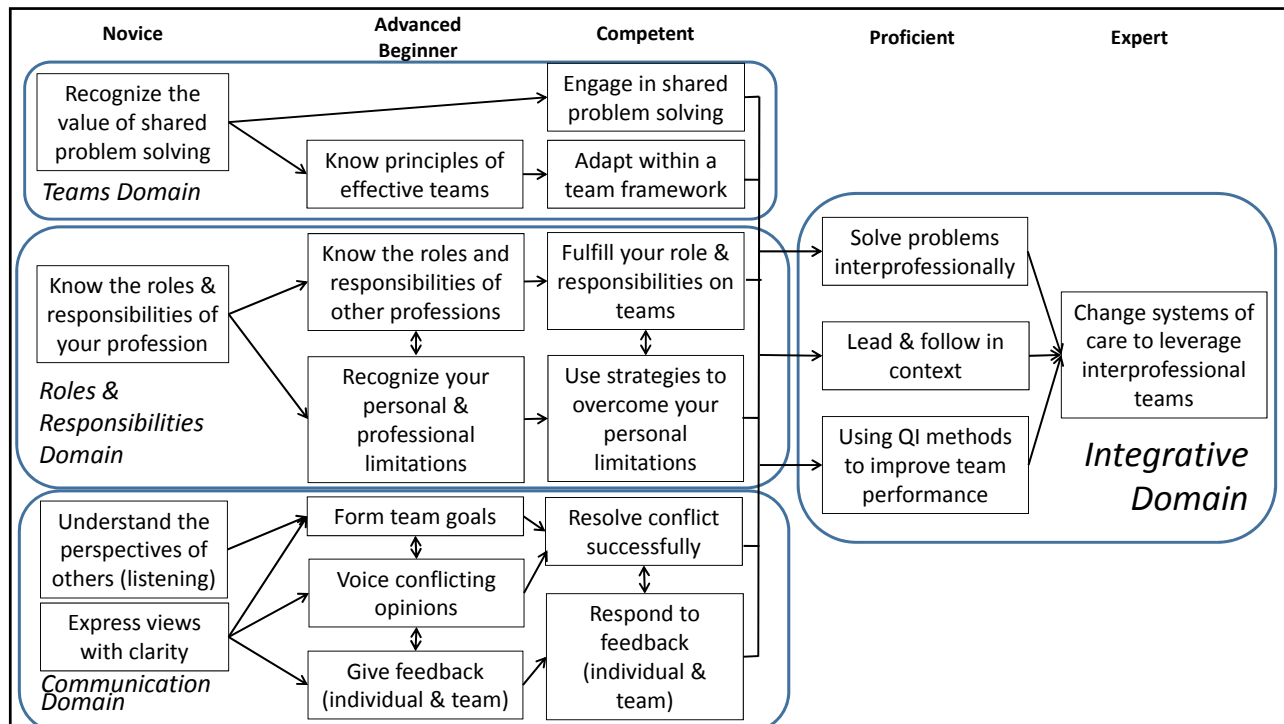 Novice
Advanced
Beginner
Competent
Proficient
Expert
Recognize the
value of shared
problem solving
Teams Domain
Know principles of
effective teams
Engage in shared
problem solving
Adapt within a
team framework
Know the roles &
responsibilities of
your profession
Roles &
Responsibilities
Domain
Know the roles and
responsibilities of
other professions
Recognize your
personal &
professional
limitations
Fulfill your role &
responsibilities on
teams
Use strategies to
overcome your
personal
limitations
Understand the
perspectives of
others (listening)
Express views
with clarity
Communication
Domain
Form team goals
Voice conflicting
opinions
Give feedback
(individual & team)
Resolve conflict
successfully
Respond to
feedback
(individual &
team)
Solve problems
interprofessionally
Lead & follow in
context
Using QI methods
to improve team
performance
Change systems of
care to leverage
interprofessional
teams
Integrative
Domain